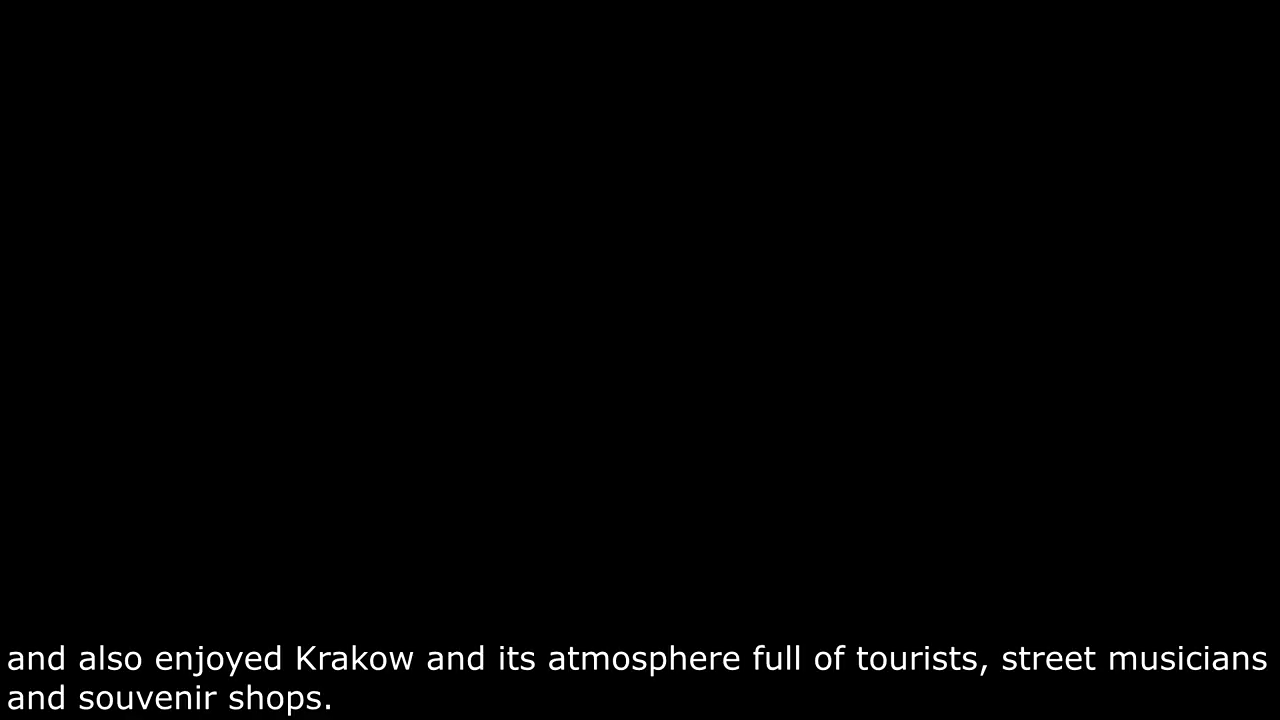 and also enjoyed Krakow and its atmosphere full of tourists, street musicians
and souvenir shops.